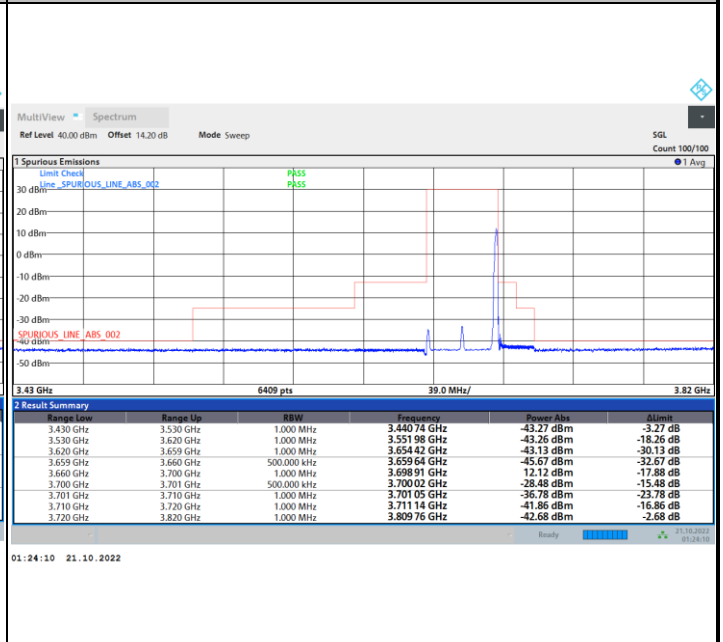 MultiView Spectrum
Ref Level 40.00 dBm Offset 14.20 dB Mode Sweep SGL
Count 100/100
1 Spurious Emissions 1 Avg
Limit Check PASS
Line _SPURIOUS_LINE_ABS_002 PASS
30 dBm
20 dBm
10 dBm
0 dBm
-10 dBm
-20 dBm
-30 dBm
SPURIOUS_LINE_ABS_002
-40 dBm
-50 dBm
3.43 GHz 6409 pts 39.0 MHz/ 3.82 GHz
2 Result Summary
Range Low Range Up RBW Frequency Power Abs ΔLimit
3.430 GHz 3.530 GHz 1.000 MHz 3.440 74 GHz -43.27 dBm -3.27 dB
3.530 GHz 3.620 GHz 1.000 MHz 3.551 98 GHz -43.26 dBm -18.26 dB
3.620 GHz 3.659 GHz 1.000 MHz 3.654 42 GHz -43.13 dBm -30.13 dB
3.659 GHz 3.660 GHz 500.000 kHz 3.659 64 GHz -45.67 dBm -32.67 dB
3.660 GHz 3.700 GHz 1.000 MHz 3.698 91 GHz 12.12 dBm -17.88 dB
3.700 GHz 3.701 GHz 500.000 kHz 3.700 02 GHz -28.48 dBm -15.48 dB
3.701 GHz 3.710 GHz 1.000 MHz 3.701 05 GHz -36.78 dBm -23.78 dB
3.710 GHz 3.720 GHz 1.000 MHz 3.711 14 GHz -41.86 dBm -16.86 dB
3.720 GHz 3.820 GHz 1.000 MHz 3.809 76 GHz -42.68 dBm -2.68 dB
Ready 21.10.2022
01:24:10
01:24:10 21.10.2022